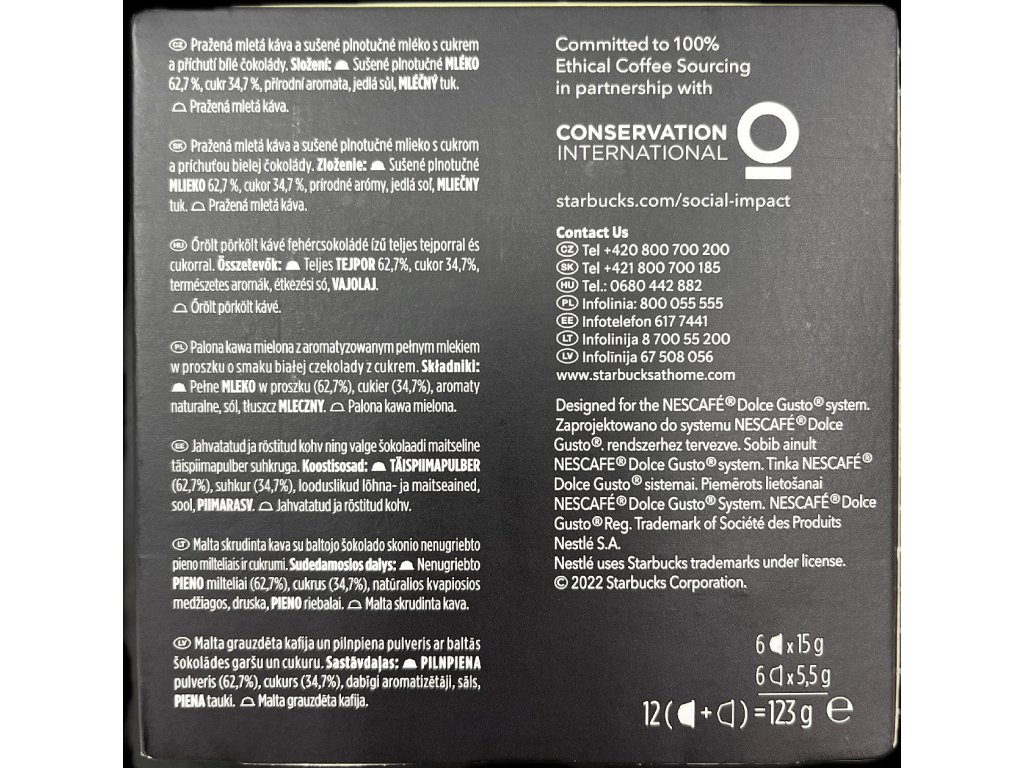 CZ Pražená mletá káva a sušené plnotučné mléko s cukrem
a příchutí bílé čokolády. Složení: Sušené plnotučné MLÉKO
62,7 %, cukr 34,7 %, přírodní aromata, jedlá sůl, MLÉČNÝ tuk.
Pražená mletá káva.
SK Pražená mletá káva a sušené plnotučné mlieko s cukrom
a príchuťou bielej čokolády. Zloženie: Sušené plnotučné
MLIEKO 62,7 %, cukor 34,7 %, prírodné arómy, jedlá soľ, MLIEČNY
tuk. Pražená mletá káva.
HU Őrölt pörkölt kávé fehércsokoládé ízű teljes tejporral és
cukorral. Összetevők: Teljes TEJPOR 62,7%, cukor 34,7%,
természetes aromák, étkezési só, VAJOLAJ.
Őrölt pörkölt kávé.
PL Palona kawa mielona z aromatyzowanym pełnym mlekiem
w proszku o smaku białej czekolady z cukrem. Składniki:
Pełne MLEKO w proszku (62,7%), cukier (34,7%), aromaty
naturalne, sól, tłuszcz MLECZNY. Palona kawa mielona.
EE Jahvatatud ja röstitud kohv ning valge šokolaadi maitseline
täispiimapulber suhkruga. Koostisosad: TÄISPIIMAPULBER
(62,7%), suhkur (34,7%), looduslikud lõhna- ja maitseained,
sool, PIIMARASV. Jahvatatud ja röstitud kohv.
LT Malta skrudinta kava su baltojo šokolado skonio nenugriebto
pieno milteliais ir cukrumi. Sudedamosios dalys: Nenugriebto
PIENO milteliai (62,7%), cukrus (34,7%), natūralios kvapiosios
medžiagos, druska, PIENO riebalai. Malta skrudinta kava.
LV Malta grauzdēta kafija un pilnpiena pulveris ar baltās
šokolādes garšu un cukuru. Sastāvdaļas: PILNPIENA
pulveris (62,7%), cukurs (34,7%), dabīgi aromatizētāji, sāls,
PIENA tauki. Malta grauzdēta kafija.
Committed to 100%
Ethical Coffee Sourcing
in partnership with
CONSERVATION
INTERNATIONAL
starbucks.com/social-impact
Contact Us
CZ Tel +420 800 700 200
SK Tel +421 800 700 185
HU Tel.: 0680 442 882
PL Infolinia: 800 055 555
EE Infotelefon 617 7441
LT Infolinija 8 700 55 200
LV Infolīnija 67 508 056
www.starbucksathome.com
Designed for the NESCAFÉ® Dolce Gusto® system.
Zaprojektowano do systemu NESCAFÉ® Dolce
Gusto®. rendszerhez tervezve. Sobib ainult
NESCAFÉ® Dolce Gusto® system. Tinka NESCAFÉ®
Dolce Gusto® sistemai. Piemērots lietošanai
NESCAFÉ® Dolce Gusto® System. NESCAFÉ® Dolce
Gusto® Reg. Trademark of Société des Produits
Nestlé S.A.
Nestlé uses Starbucks trademarks under license.
© 2022 Starbucks Corporation.
6 x 15 g
6 x 5,5 g
12 ( + ) = 123 g ℮